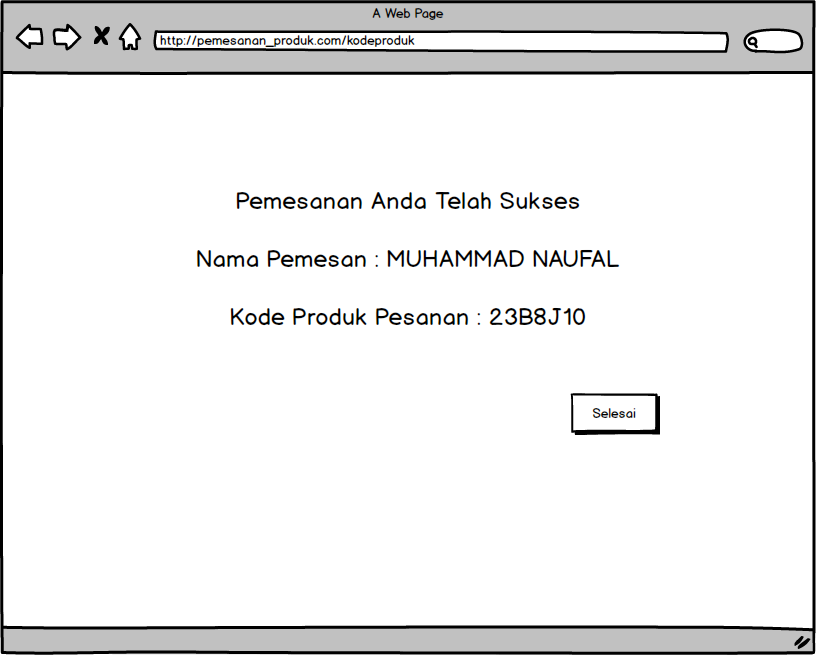 A Web Page
http://pemesanan_produk.com/kodeproduk
Pemesanan Anda Telah Sukses
Nama Pemesan : MUHAMMAD NAUFAL
Kode Produk Pesanan : 23B8J10
Selesai